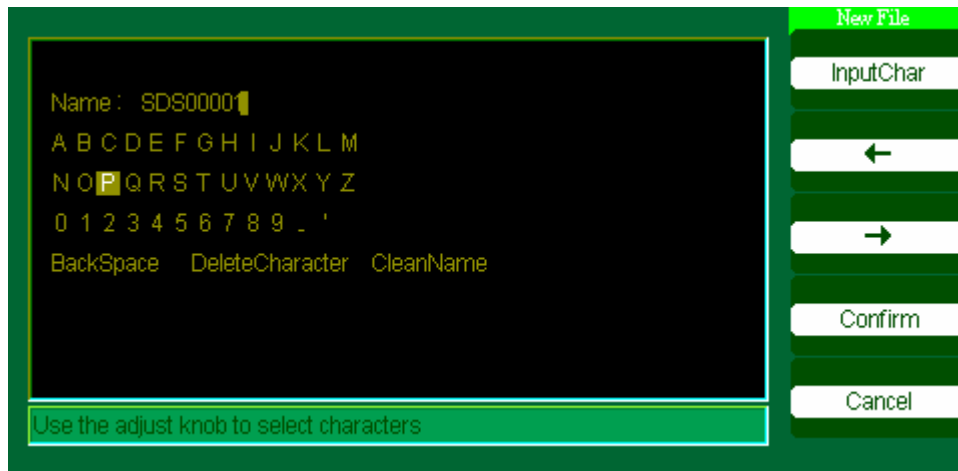 New File
InputChar
Name: SDS00001
A B C D E F G H I J K L M
←
N O P Q R S T U V W X Y Z
0 1 2 3 4 5 6 7 8 9 _ '
→
BackSpace DeleteCharacter CleanName
Confirm
Cancel
Use the adjust knob to select characters